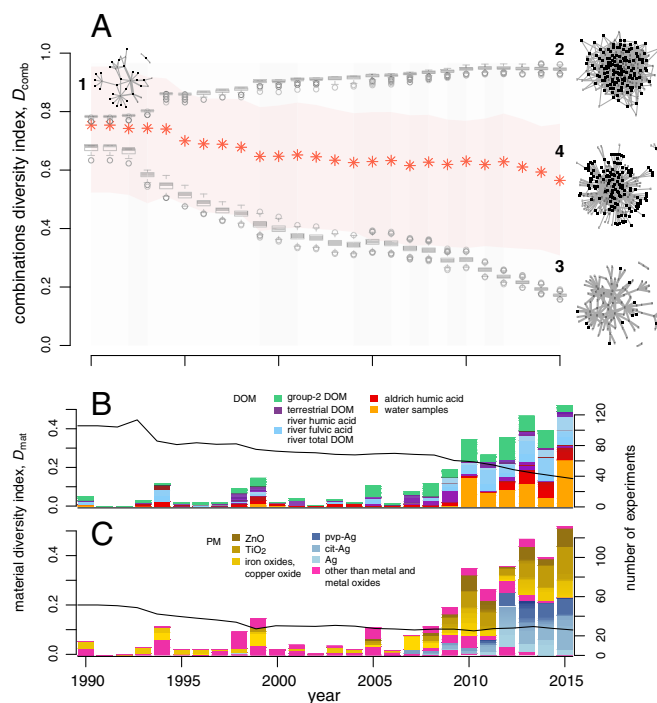 A
combinations diversity index, Dcomb
1.0
0.8
0.6
0.4
0.2
0.0
1
2
4
3
B
DOM
group-2 DOM
terrestrial DOM
river humic acid
river fulvic acid
river total DOM
aldrich humic acid
water samples
0.4
0.2
0.0
120
80
40
0
material diversity index, Dmat
number of experiments
C
PM
ZnO
TiO2
iron oxides,
copper oxide
pvp-Ag
cit-Ag
Ag
other than metal and
metal oxides
0.4
0.2
0.0
120
80
60
40
20
0
1990
1995
2000
2005
2010
2015
year